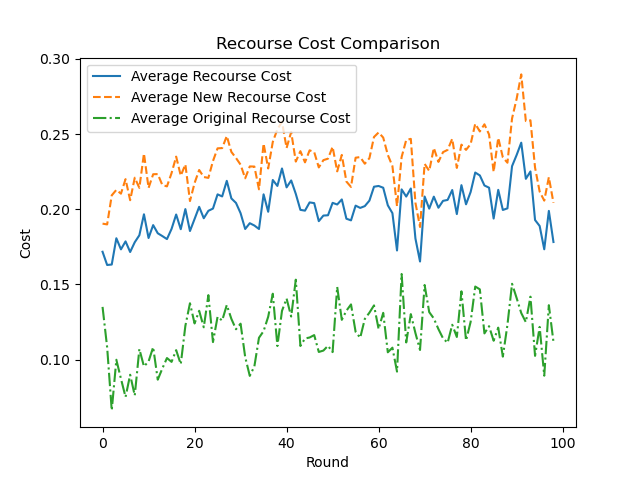 Recourse Cost Comparison
Average Recourse Cost
Average New Recourse Cost
Average Original Recourse Cost
Cost
0.30
0.25
0.20
0.15
0.10
0 20 40 60 80 100
Round